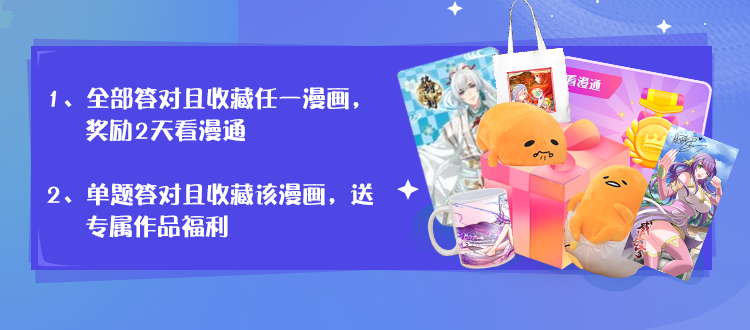 1、全部答对且收藏任一漫画，
奖励2天看漫通
2、单题答对且收藏该漫画，送
专属作品福利
看漫通